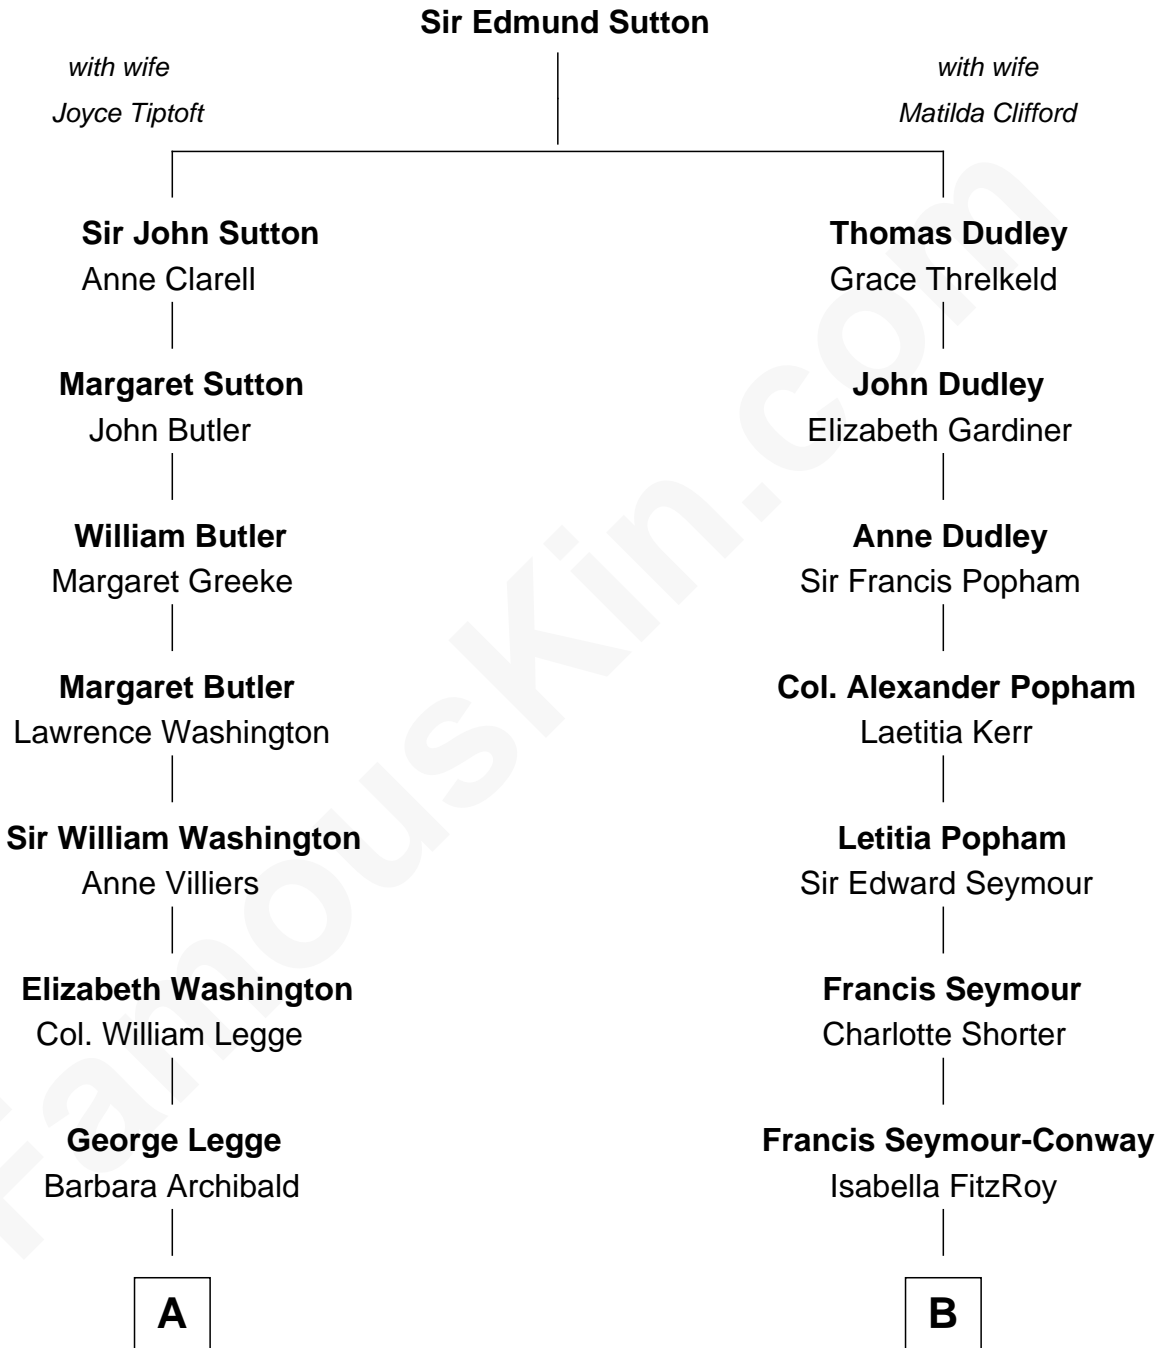 Sir Edmund Sutton
with wife
Joyce Tiptoft
with wife
Matilda Clifford
Sir John Sutton
Anne Clarell
Thomas Dudley
Grace Threlkeld
Margaret Sutton
John Butler
John Dudley
Elizabeth Gardiner
William Butler
Margaret Greeke
Anne Dudley
Sir Francis Popham
Margaret Butler
Lawrence Washington
Col. Alexander Popham
Laetitia Kerr
Sir William Washington
Anne Villiers
Letitia Popham
Sir Edward Seymour
Elizabeth Washington
Col. William Legge
Francis Seymour
Charlotte Shorter
George Legge
Barbara Archibald
Francis Seymour-Conway
Isabella FitzRoy
A
B
FamousKin.com